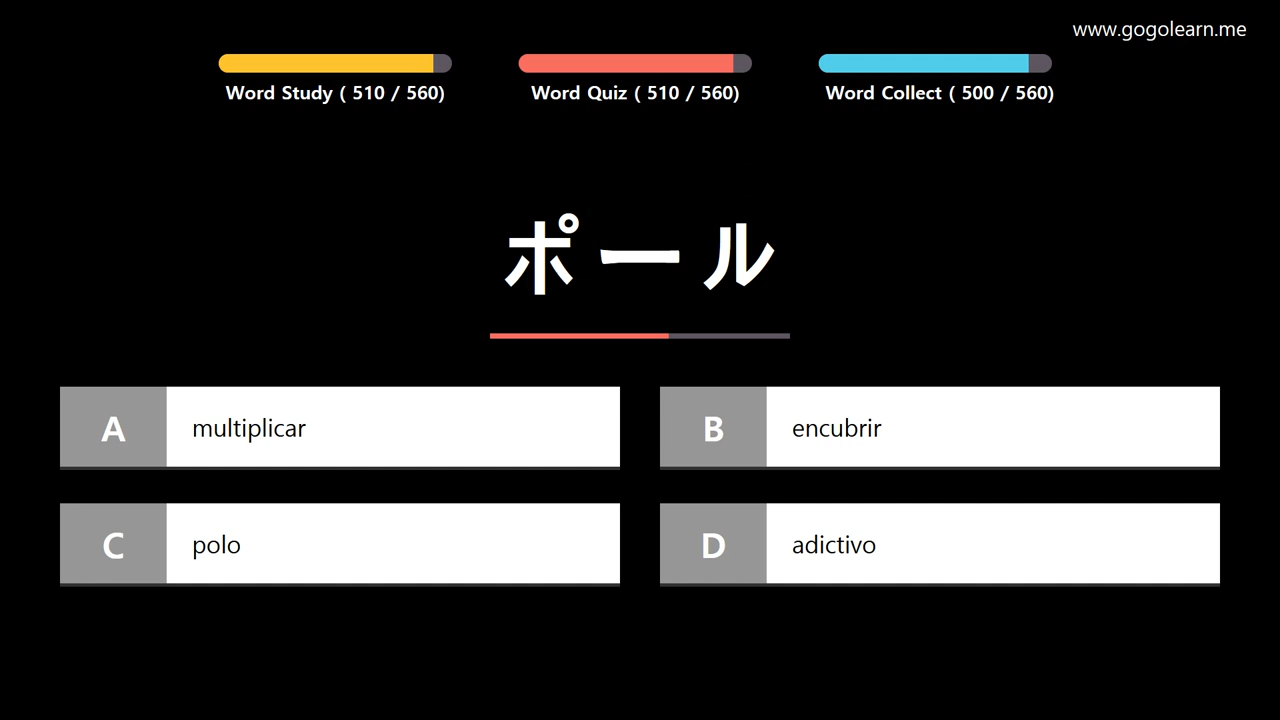 www.gogolearn.me
Word Study ( 510 / 560)
Word Quiz ( 510 / 560)
Word Collect ( 500 / 560)
ポール
A multiplicar
B encubrir
C polo
D adictivo